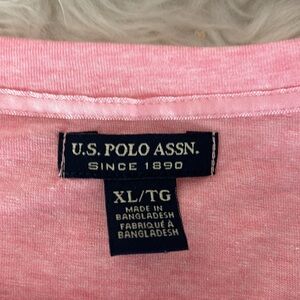 U.S. POLO ASSN.
SINCE 1890
XL/TG
MADE IN
BANGLADESH
FABRIQUÉ À
BANGLADESH